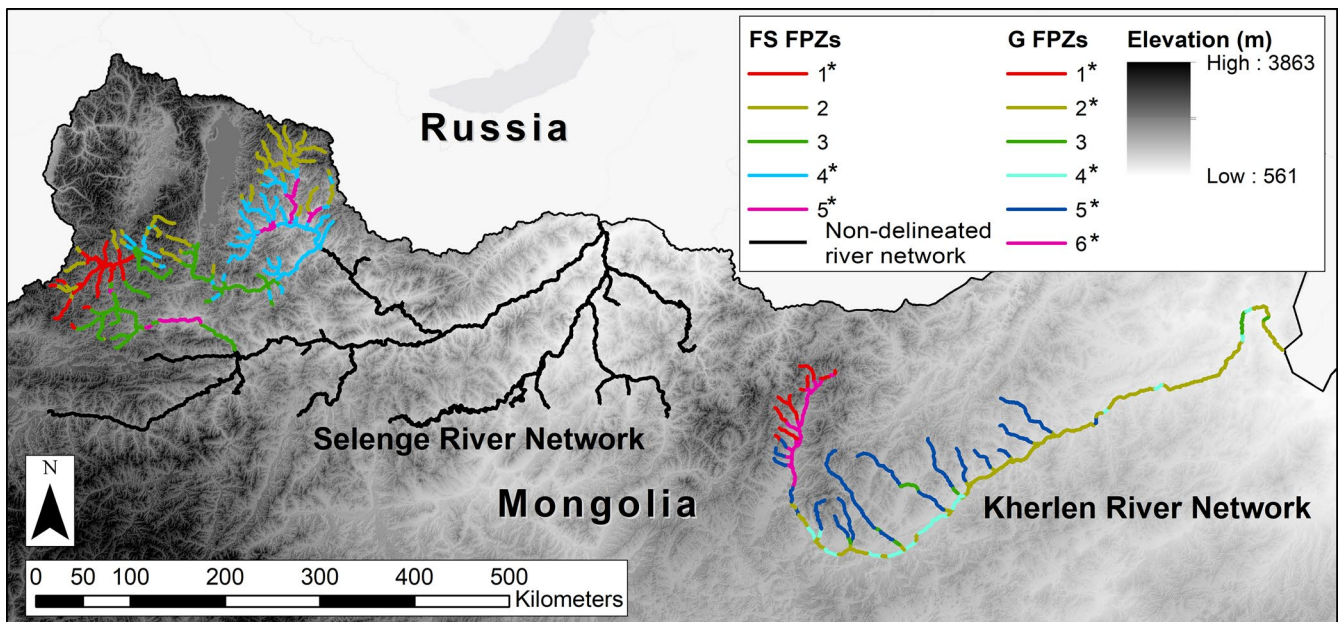 FS FPZs
1*
2
3
4*
5*
Non-delineated
river network
G FPZs
1*
2*
3
4*
5*
6*
Elevation (m)
High : 3863
Low : 561
Russia
Selenge River Network
Mongolia
Kherlen River Network
N
0 50 100 200 300 400 500
Kilometers